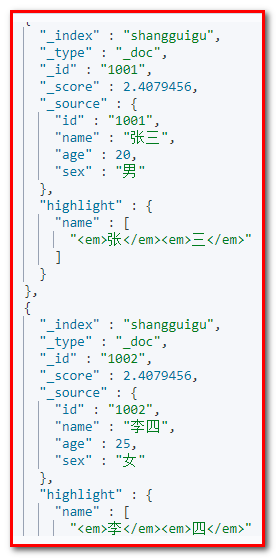 {
"_index" : "shangguigu",
"_type" : "_doc",
"_id" : "1001",
"_score" : 2.4079456,
"_source" : {
"id" : "1001",
"name" : "张三",
"age" : 20,
"sex" : "男"
},
"highlight" : {
"name" : [
"<em>张</em><em>三</em>"
]
}
},
{
"_index" : "shangguigu",
"_type" : "_doc",
"_id" : "1002",
"_score" : 2.4079456,
"_source" : {
"id" : "1002",
"name" : "李四",
"age" : 25,
"sex" : "女"
},
"highlight" : {
"name" : [
"<em>李</em><em>四</em>"